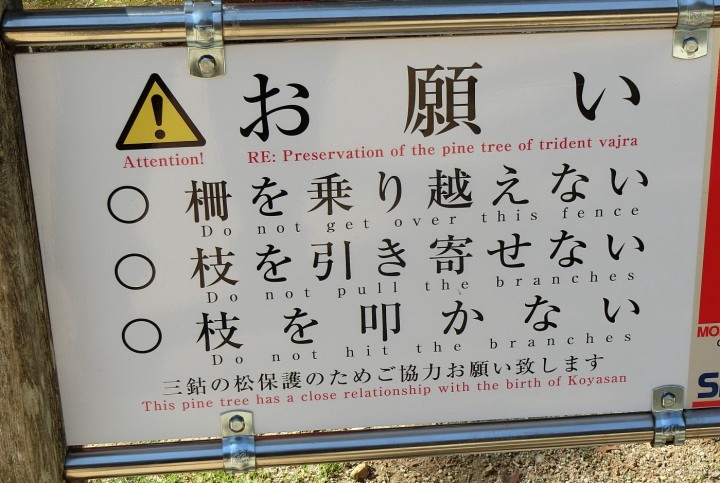 お願い
Attention! RE: Preservation of the pine tree of trident vajra
○ 柵を乗り越えない
Do not get over this fence
○ 枝を引き寄せない
Do not pull the branches
○ 枝を叩かない
Do not hit the branches
三鈷の松保護のためご協力お願い致します
This pine tree has a close relationship with the birth of Koyasan